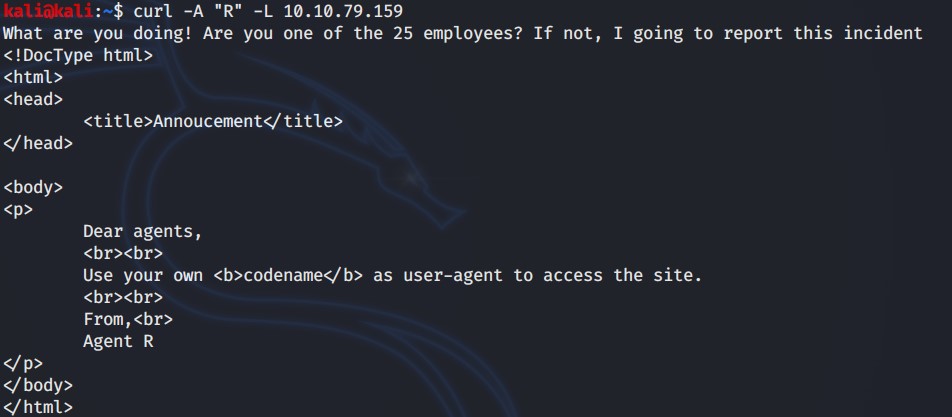 kali@kali:~$ curl -A "R" -L 10.10.79.159
What are you doing! Are you one of the 25 employees? If not, I going to report this incident
<!DocType html>
<html>
<head>
        <title>Annoucement</title>
</head>

<body>
<p>
        Dear agents,
        <br><br>
        Use your own <b>codename</b> as user-agent to access the site.
        <br><br>
        From,<br>
        Agent R
</p>
</body>
</html>